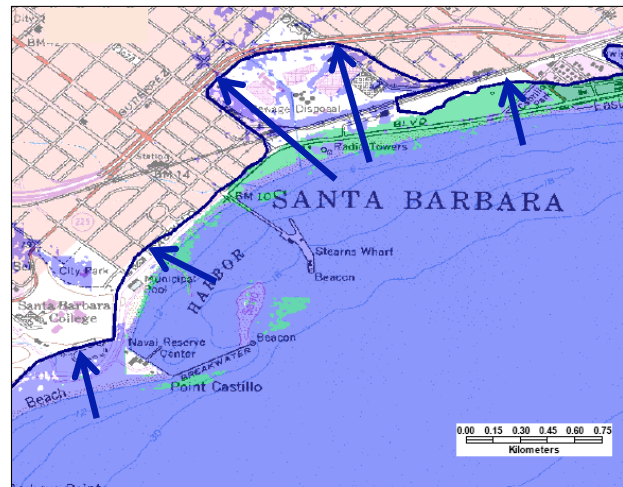 City
BM
Sewage Disposal
BLVD
East
Radio Towers
Station
BM 14
BM 10
SANTA BARBARA
225
Stearns Wharf
Beacon
HARBOR
City Park
Municipal
Pool
Santa Barbara
College
Naval Reserve
Center
Beacon
BREAKWATER
Point Castillo
Beach
0.00 0.15 0.30 0.45 0.60 0.75
Kilometers